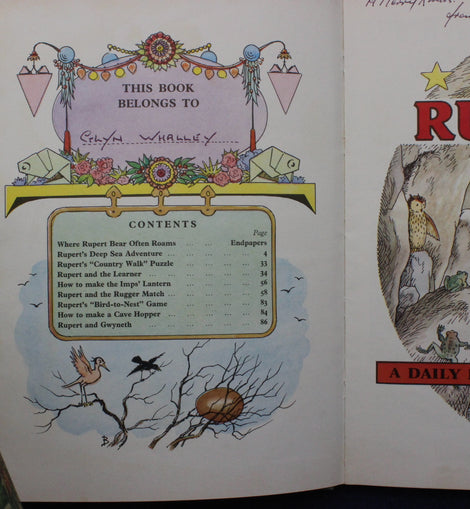 THIS BOOK
BELONGS TO
GLYN WHALLEY
CONTENTS
Page
Where Rupert Bear Often Roams ... ... Endpapers
Rupert's Deep Sea Adventure ... ... ... 4
Rupert's "Country Walk" Puzzle ... ... 33
Rupert and the Learner ... ... ... ... 34
How to make the Imps' Lantern ... ... 56
Rupert and the Rugger Match ... ... ... 58
Rupert's "Bird-to-Nest" Game ... ... 83
How to make a Cave Hopper ... ... ... 84
Rupert and Gwyneth ... ... ... ... 86
B
A Merry
RU
A DAILY